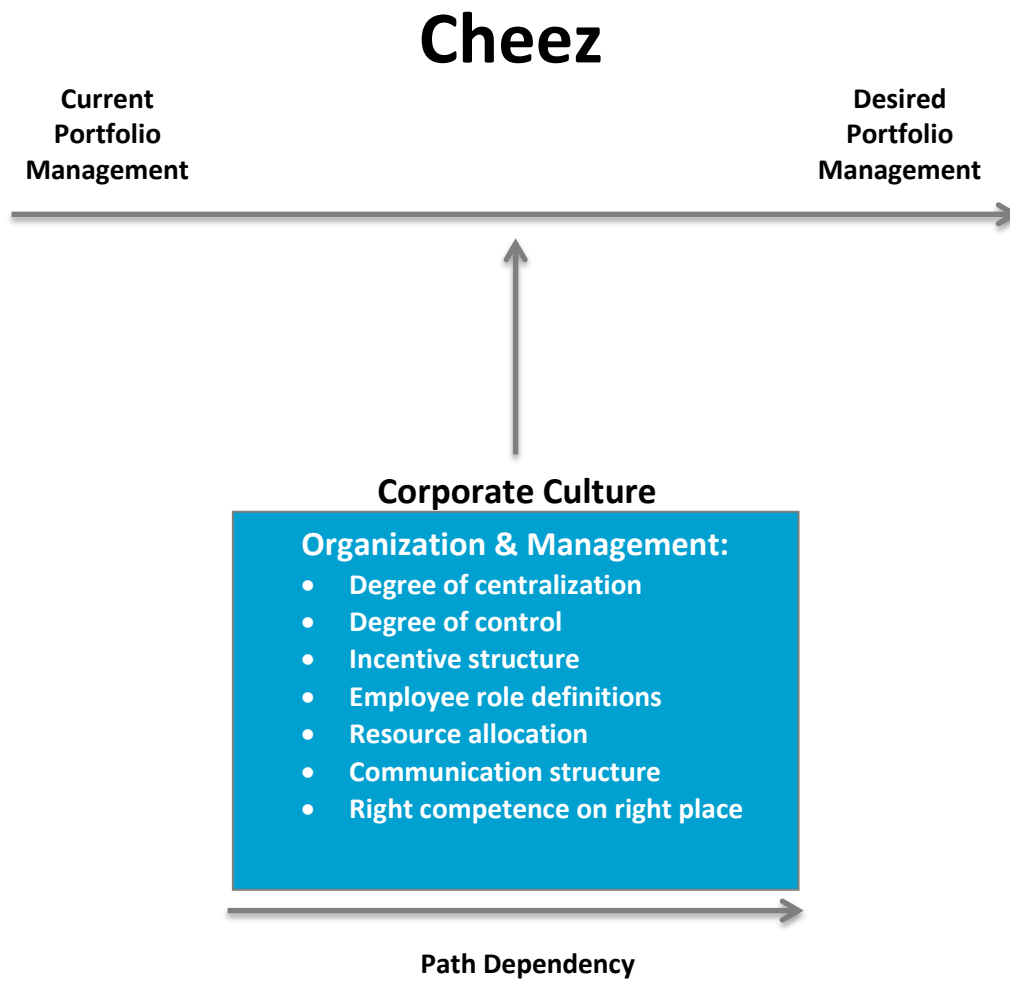 Cheez
Current
Portfolio
Management
Desired
Portfolio
Management
Corporate Culture
Organization & Management:
• Degree of centralization
• Degree of control
• Incentive structure
• Employee role definitions
• Resource allocation
• Communication structure
• Right competence on right place
Path Dependency